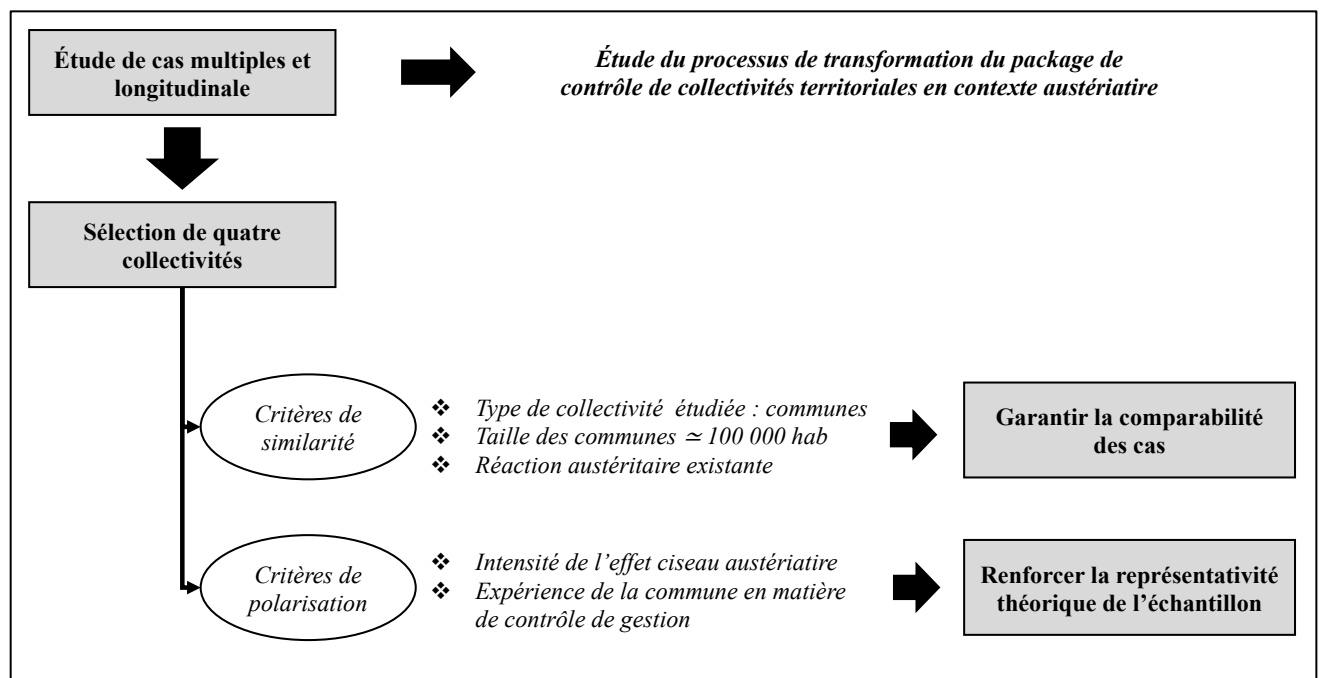 Étude de cas multiples et
longitudinale
Étude du processus de transformation du package de
contrôle de collectivités territoriales en contexte austériatire
Sélection de quatre
collectivités
Critères de
similarité
❖ Type de collectivité étudiée : communes
❖ Taille des communes ≃ 100 000 hab
❖ Réaction austéritaire existante
Garantir la comparabilité
des cas
Critères de
polarisation
❖ Intensité de l’effet ciseau austériatire
❖ Expérience de la commune en matière
de contrôle de gestion
Renforcer la représentativité
théorique de l’échantillon